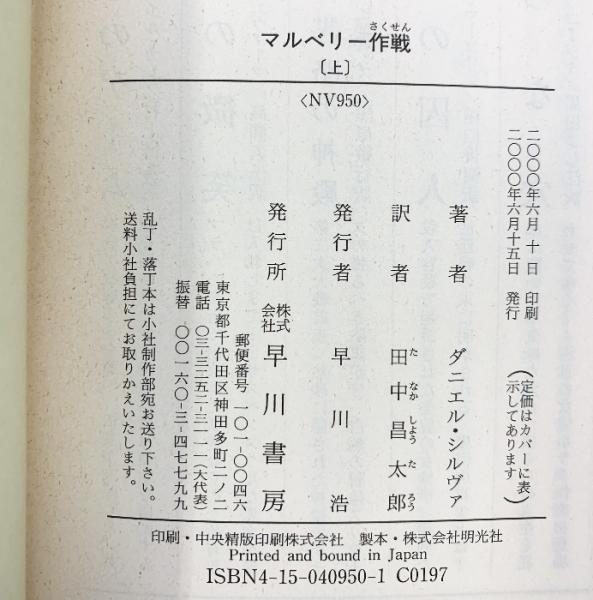 マルベリー作戦
さくせん
〔上〕
〈NV950〉
二〇〇〇年六月 十 日 印刷
二〇〇〇年六月十五日 発行
(定価はカバーに表
示してあります)
著者 ダニエル・シルヴァ
訳者 田中昌太郎
た なか しよう た ろう
発行者 早川 浩
発行所 株式会社 早川書房
郵便番号 一〇一-〇〇四六
東京都千代田区神田多町二ノ二
電話 〇三-三二五二-三一一一(大代表)
振替 〇〇一六〇-三-四七七九九
乱丁・落丁本は小社制作部宛お送り下さい。
送料小社負担にてお取りかえいたします。
印刷・中央精版印刷株式会社 製本・株式会社明光社
Printed and bound in Japan
ISBN4-15-040950-1 C0197